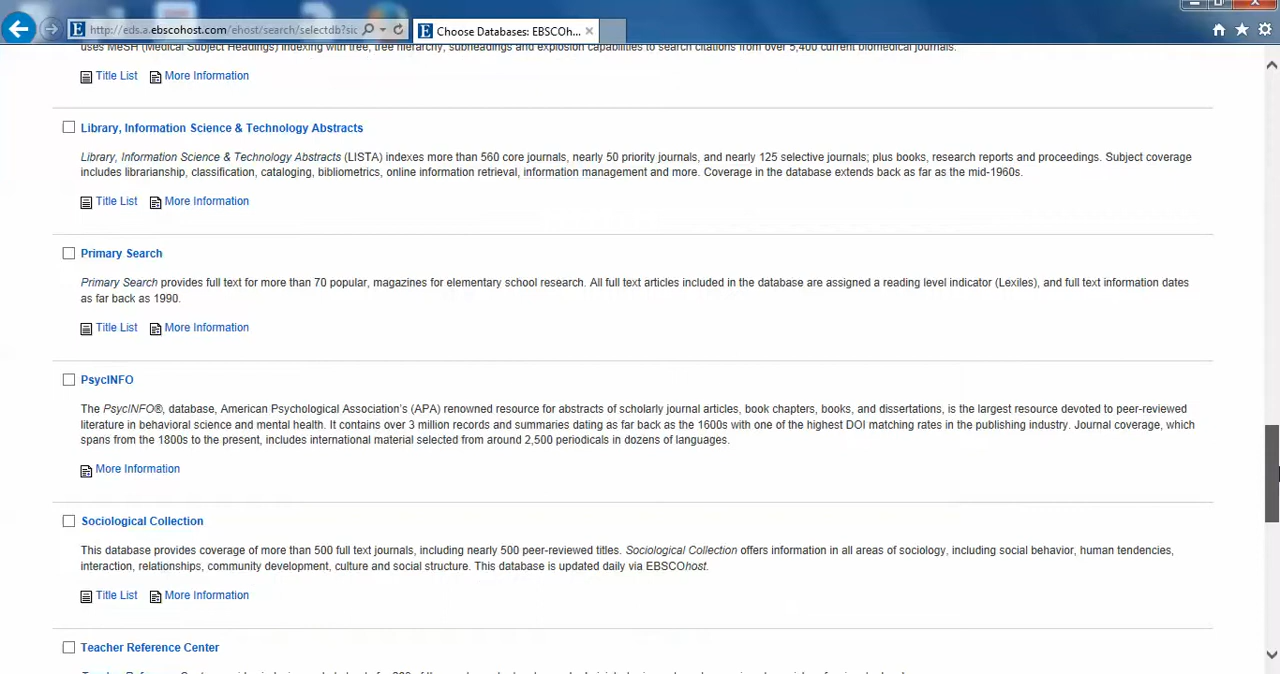 http://eds.a.ebscohost.com/ehost/search/selectdb?sid
Choose Databases: EBSCOh...
uses MeSH (Medical Subject Headings) indexing with tree, tree hierarchy, subheadings and explosion capabilities to search citations from over 5,400 current biomedical journals.
Title List More Information
Library, Information Science & Technology Abstracts
Library, Information Science & Technology Abstracts (LISTA) indexes more than 560 core journals, nearly 50 priority journals, and nearly 125 selective journals; plus books, research reports and proceedings. Subject coverage
includes librarianship, classification, cataloging, bibliometrics, online information retrieval, information management and more. Coverage in the database extends back as far as the mid-1960s.
Title List More Information
Primary Search
Primary Search provides full text for more than 70 popular, magazines for elementary school research. All full text articles included in the database are assigned a reading level indicator (Lexiles), and full text information dates
as far back as 1990.
Title List More Information
PsycINFO
The PsycINFO®, database, American Psychological Association's (APA) renowned resource for abstracts of scholarly journal articles, book chapters, books, and dissertations, is the largest resource devoted to peer-reviewed
literature in behavioral science and mental health. It contains over 3 million records and summaries dating as far back as the 1600s with one of the highest DOI matching rates in the publishing industry. Journal coverage, which
spans from the 1800s to the present, includes international material selected from around 2,500 periodicals in dozens of languages.
More Information
Sociological Collection
This database provides coverage of more than 500 full text journals, including nearly 500 peer-reviewed titles. Sociological Collection offers information in all areas of sociology, including social behavior, human tendencies,
interaction, relationships, community development, culture and social structure. This database is updated daily via EBSCOhost.
Title List More Information
Teacher Reference Center